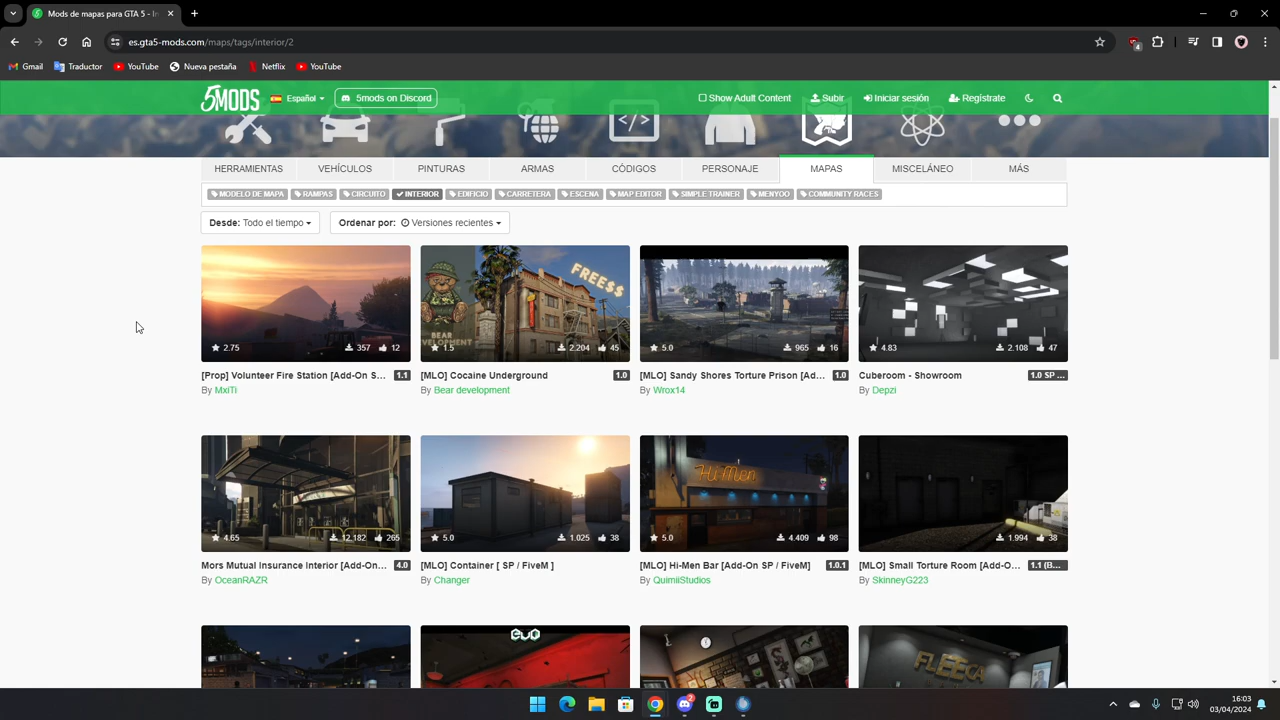 Mods de mapas para GTA 5 - In
es.gta5-mods.com/maps/tags/interior/2
4
Gmail
Traductor
YouTube
Nueva pestaña
Netflix
YouTube
5MODS
Español
5mods on Discord
Show Adult Content
Subir
Iniciar sesión
Regístrate
HERRAMIENTAS
VEHÍCULOS
PINTURAS
ARMAS
CÓDIGOS
PERSONAJE
MAPAS
MISCELÁNEO
MÁS
MODELO DE MAPA
RAMPAS
CIRCUITO
INTERIOR
EDIFICIO
CARRETERA
ESCENA
MAP EDITOR
SIMPLE TRAINER
MENYOO
COMMUNITY RACES
Desde: Todo el tiempo
Ordenar por: Versiones recientes
2.75 357 12
[Prop] Volunteer Fire Station [Add-On S... 1.1
By MxiTi
FREE$$
BEAR
VELOPMENT
1.5 2.204 45
[MLO] Cocaine Underground 1.0
By Bear development
5.0 965 16
[MLO] Sandy Shores Torture Prison [Ad... 1.0
By Wrox14
4.83 2.108 47
Cuberoom - Showroom 1.0 SP ...
By Depzi
4.65 12.182 265
Mors Mutual Insurance Interior [Add-On... 4.0
By OceanRAZR
5.0 1.025 38
[MLO] Container [ SP / FiveM ]
By Changer
Hi-Men
5.0 4.409 98
[MLO] Hi-Men Bar [Add-On SP / FiveM] 1.0.1
By QuimiiStudios
1.994 38
[MLO] Small Torture Room [Add-O... 1.1 (B...
By SkinneyG223
FLEECA
2
16:03
03/04/2024